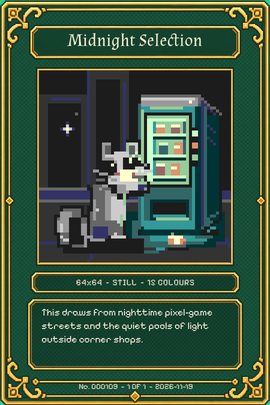 Midnight Selection
64x64 - STILL - 18 COLOURS
This draws from nighttime pixel-game
streets and the quiet pools of light
outside corner shops.
No. 000109 - 1 OF 1 - 2026-11-19